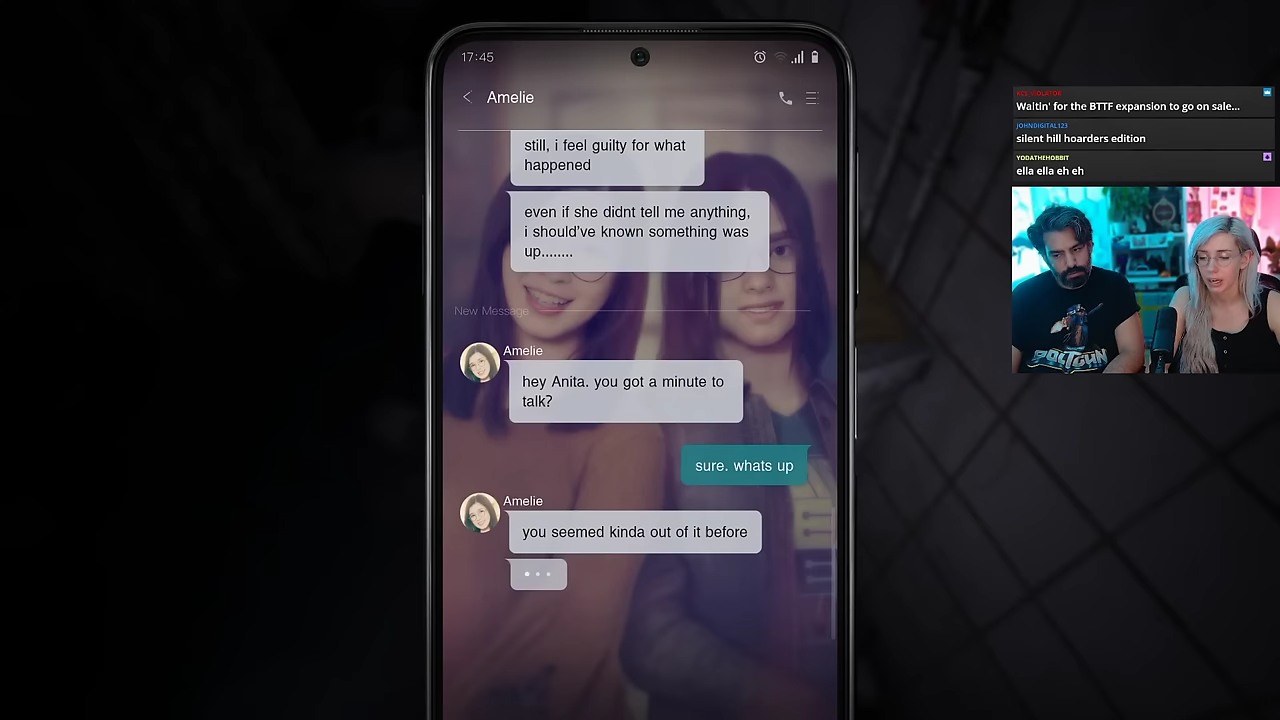 17:45
Amelie
still, i feel guilty for what
happened
even if she didnt tell me anything,
i should've known something was
up........
New Message
Amelie
hey Anita. you got a minute to
talk?
sure. whats up
Amelie
you seemed kinda out of it before
Waitin' for the BTTF expansion to go on sale...
JOHNDIGITAL123
silent hill hoarders edition
YODATHEHOBBIT
ella ella eh eh